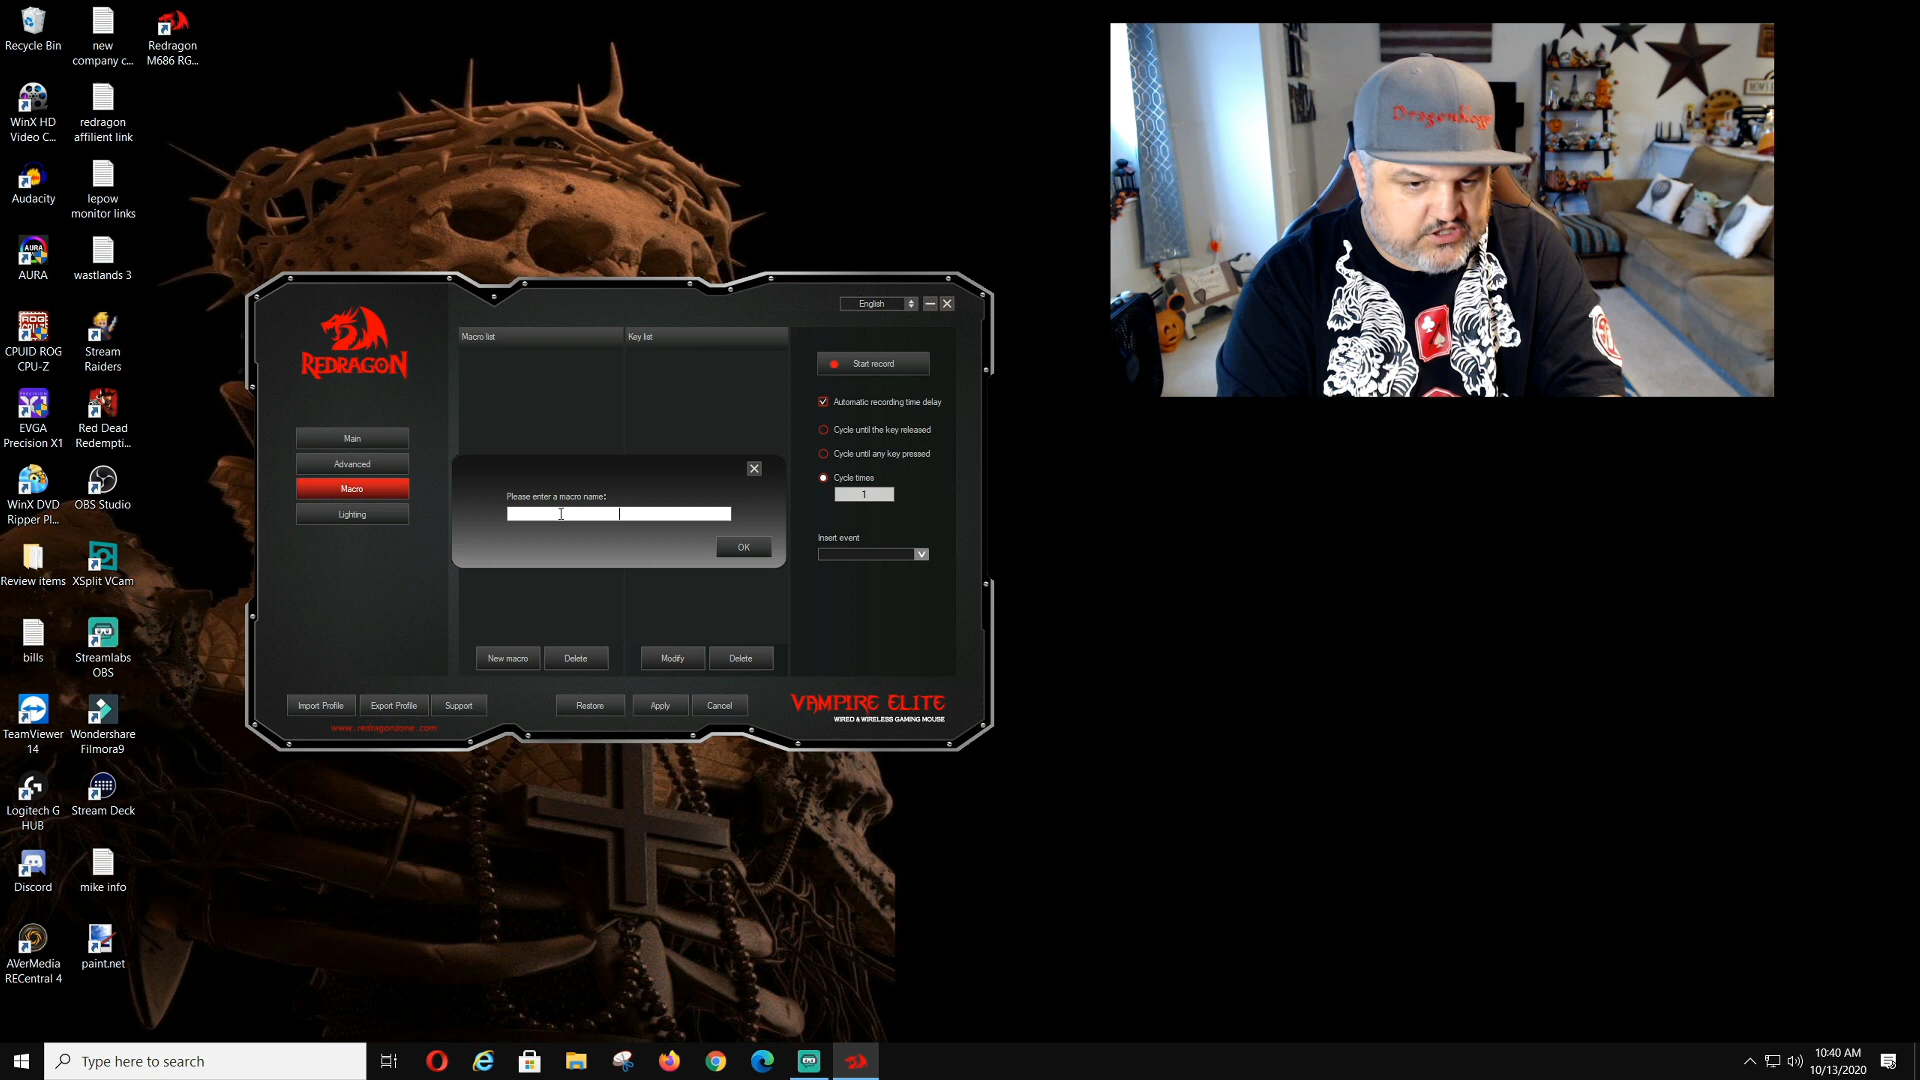 Recycle Bin
new
company c...
Redragon
M686 RG...
WinX HD
Video C...
redragon
affilient link
Audacity
lepow
monitor links
AURA
AURA
wastlands 3
CPUID ROG
CPU-Z
Stream
Raiders
EVGA
Precision X1
Red Dead
Redempti...
WinX DVD
Ripper Pl...
OBS Studio
Review items
XSplit VCam
bills
Streamlabs
OBS
TeamViewer
14
Wondershare
Filmora9
Logitech G
HUB
Stream Deck
Discord
mike info
AVerMedia
RECentral 4
paint.net
REDRAGON
English
Macro list
Key list
Start record
Automatic recording time delay
Cycle until the key released
Cycle until any key pressed
Cycle times
1
Insert event
Main
Advanced
Macro
Lighting
Please enter a macro name:
OK
New macro
Delete
Modify
Delete
Import Profile
Export Profile
Support
Restore
Apply
Cancel
VAMPIRE ELITE
WIRED & WIRELESS GAMING MOUSE
www.redragonzone.com
Type here to search
10:40 AM
10/13/2020